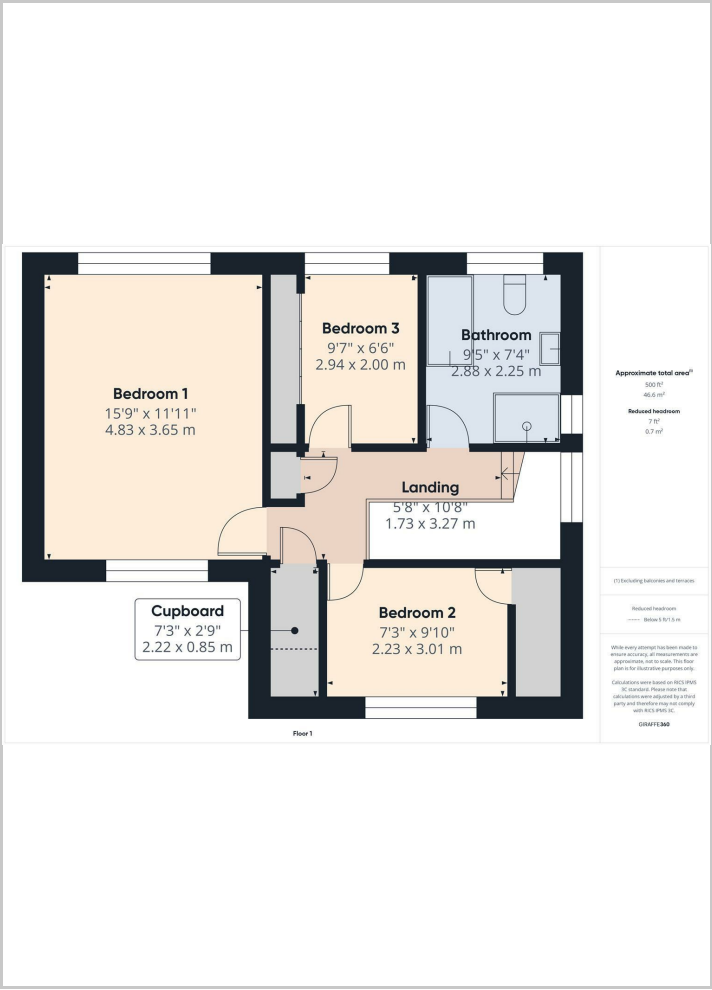 Bedroom 1
15'9" x 11'11"
4.83 x 3.65 m
Bedroom 3
9'7" x 6'6"
2.94 x 2.00 m
Bathroom
9'5" x 7'4"
2.88 x 2.25 m
Landing
5'8" x 10'8"
1.73 x 3.27 m
Cupboard
7'3" x 2'9"
2.22 x 0.85 m
Bedroom 2
7'3" x 9'10"
2.23 x 3.01 m
Floor 1
Approximate total area(1)
500 ft²
46.6 m²
Reduced headroom
7 ft²
0.7 m²
(1) Excluding balconies and terraces
Reduced headroom
Below 5 ft/1.5 m
While every attempt has been made to
ensure accuracy, all measurements are
approximate, not to scale. This floor
plan is for illustrative purposes only.
Calculations were based on RICS IPMS
3C standard. Please note that
calculations were adjusted by a third
party and therefore may not comply
with RICS IPMS 3C.
GIRAFFE360